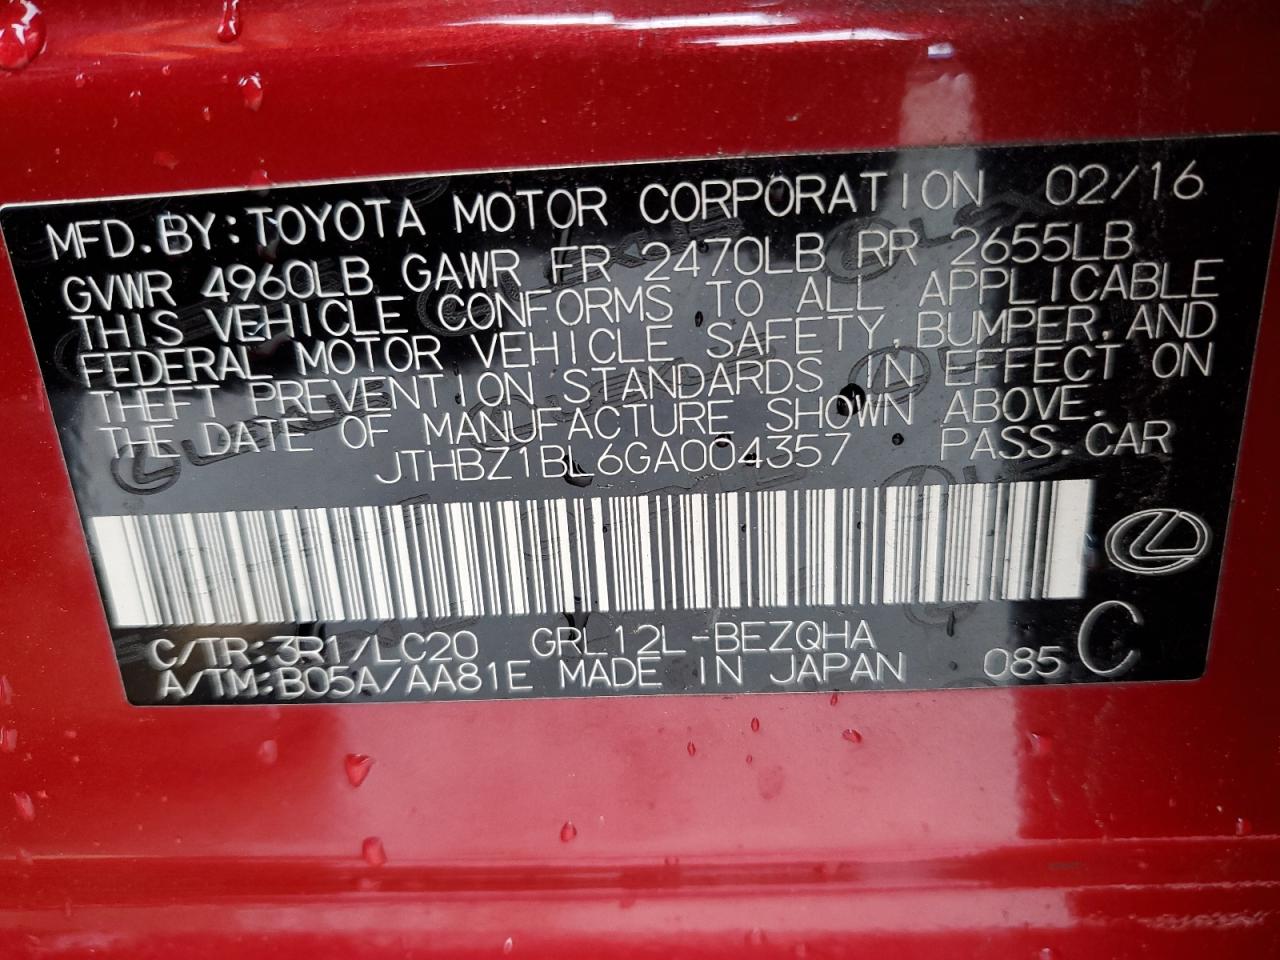 MFD.BY:TOYOTA MOTOR CORPORATION 02/16
GVWR 4960LB GAWR FR 2470LB RR 2655LB
THIS VEHICLE CONFORMS TO ALL APPLICABLE
FEDERAL MOTOR VEHICLE SAFETY,BUMPER,AND
THEFT PREVENTION STANDARDS IN EFFECT ON
THE DATE OF MANUFACTURE SHOWN ABOVE.
JTHBZ1BL6GA004357 PASS.CAR
C/TR:3R1/LC20 GRL12L-BEZQHA
A/TM:B05A/AA81E MADE IN JAPAN 085 C